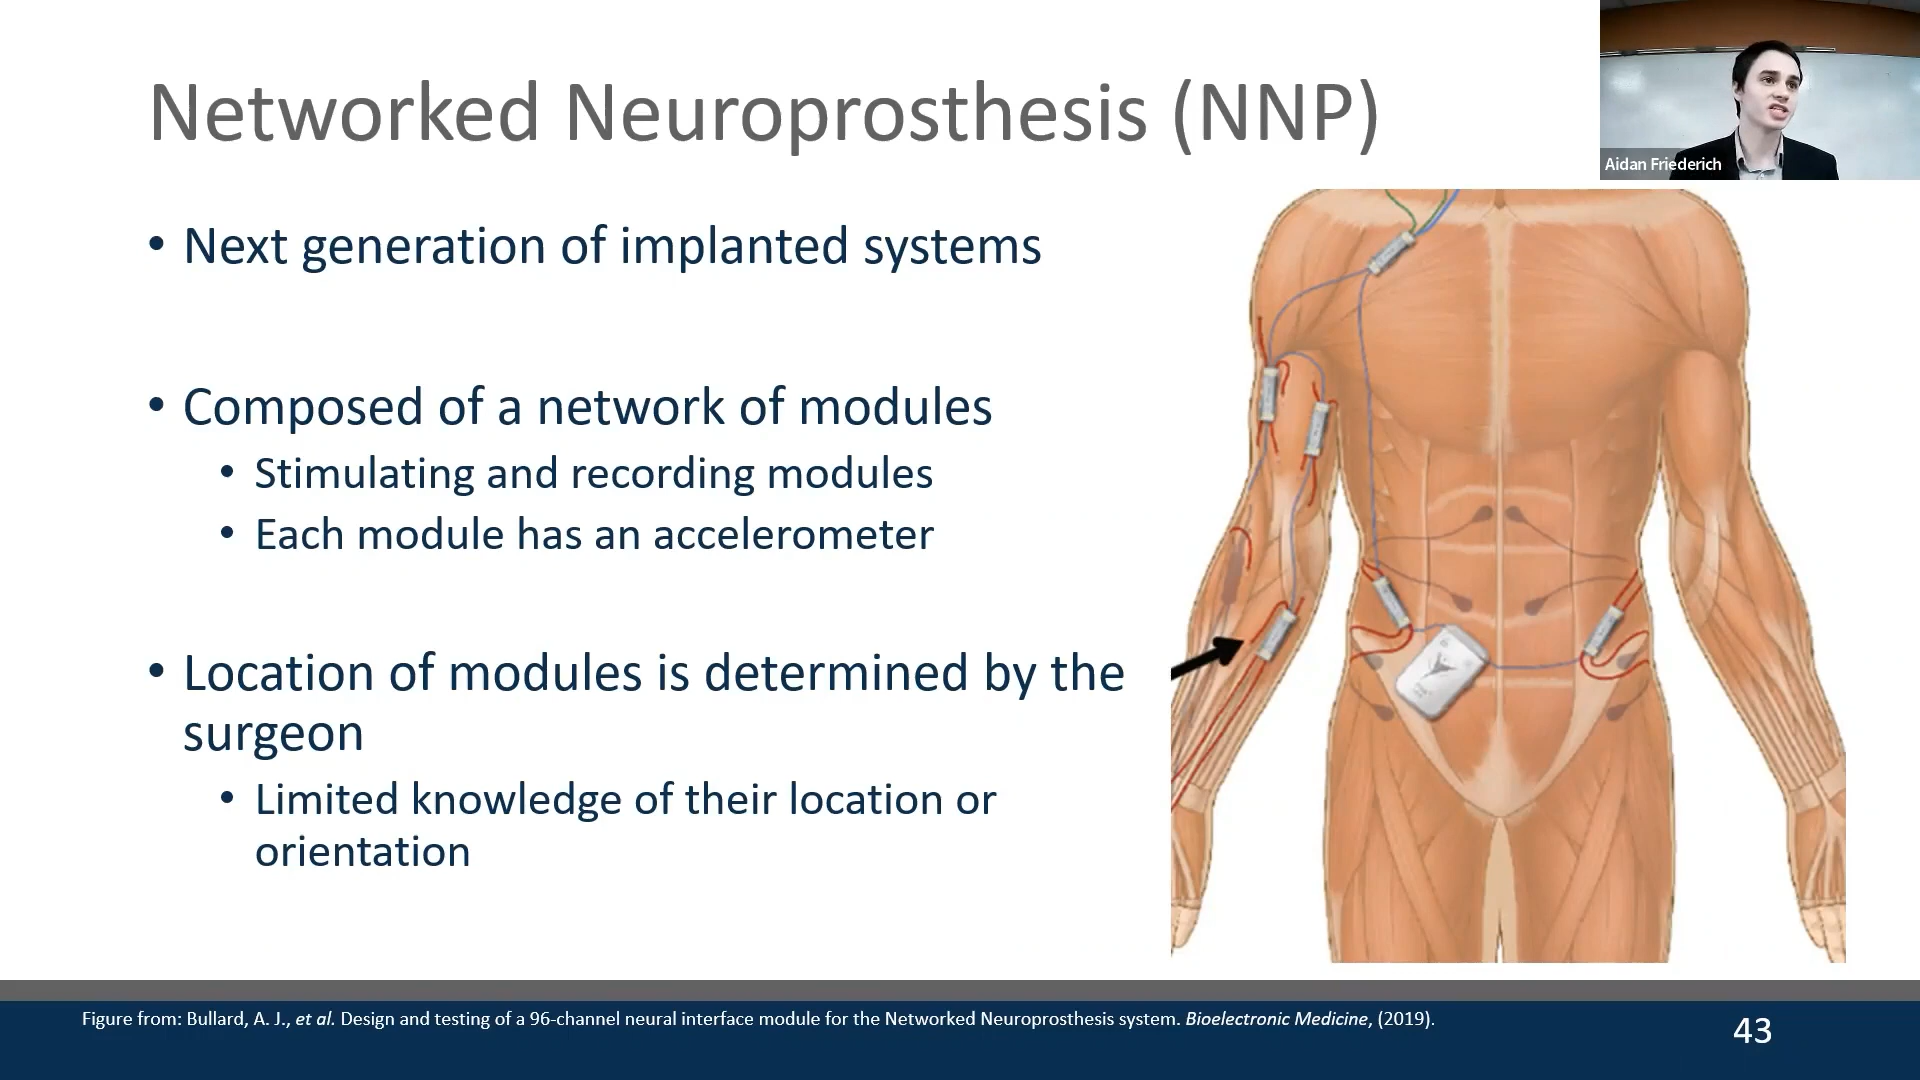 Networked Neuroprosthesis (NNP)
Aidan Friederich
• Next generation of implanted systems
• Composed of a network of modules
• Stimulating and recording modules
• Each module has an accelerometer
• Location of modules is determined by the
surgeon
• Limited knowledge of their location or
orientation
Figure from: Bullard, A. J., et al. Design and testing of a 96-channel neural interface module for the Networked Neuroprosthesis system. Bioelectronic Medicine, (2019).
43